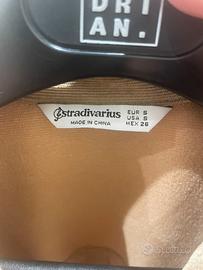 DRI
AN.
stradivarius
MADE IN CHINA
EUR S
USA S
MEX 26